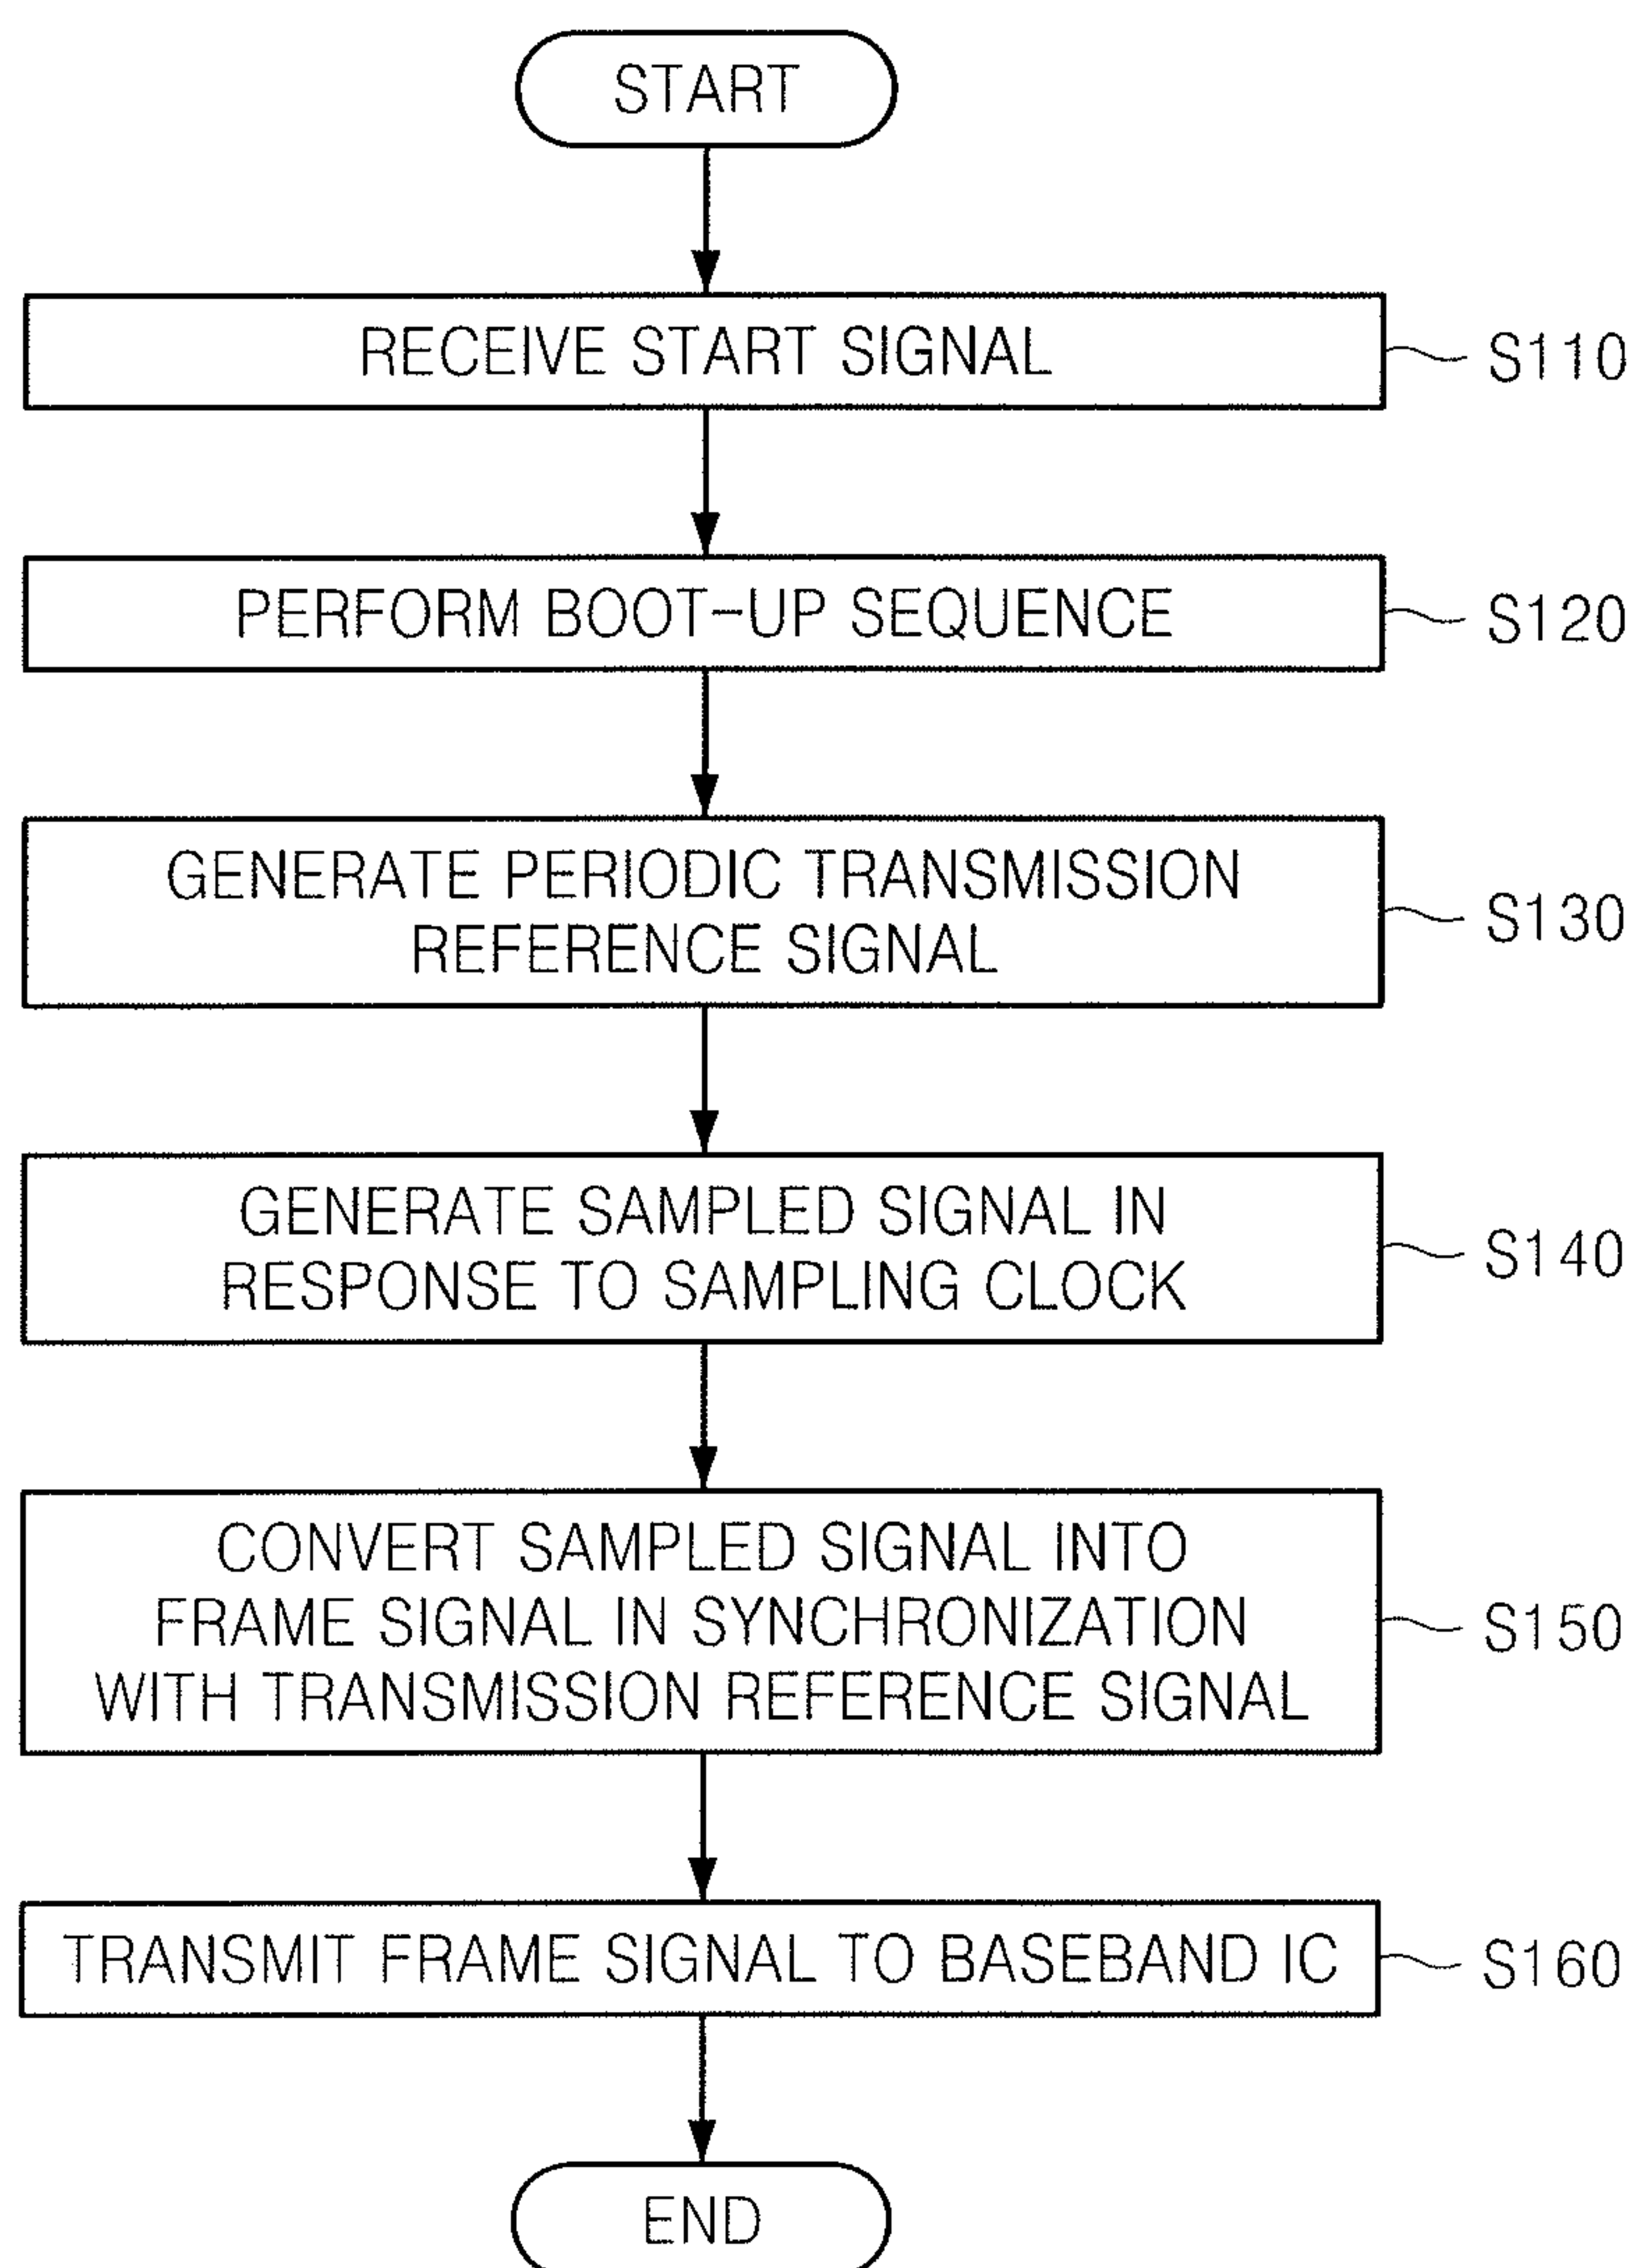 START
RECEIVE START SIGNAL
S110
PERFORM BOOT-UP SEQUENCE
S120
GENERATE PERIODIC TRANSMISSION
REFERENCE SIGNAL
S130
GENERATE SAMPLED SIGNAL IN
RESPONSE TO SAMPLING CLOCK
S140
CONVERT SAMPLED SIGNAL INTO
FRAME SIGNAL IN SYNCHRONIZATION
WITH TRANSMISSION REFERENCE SIGNAL
S150
TRANSMIT FRAME SIGNAL TO BASEBAND IC
S160
END